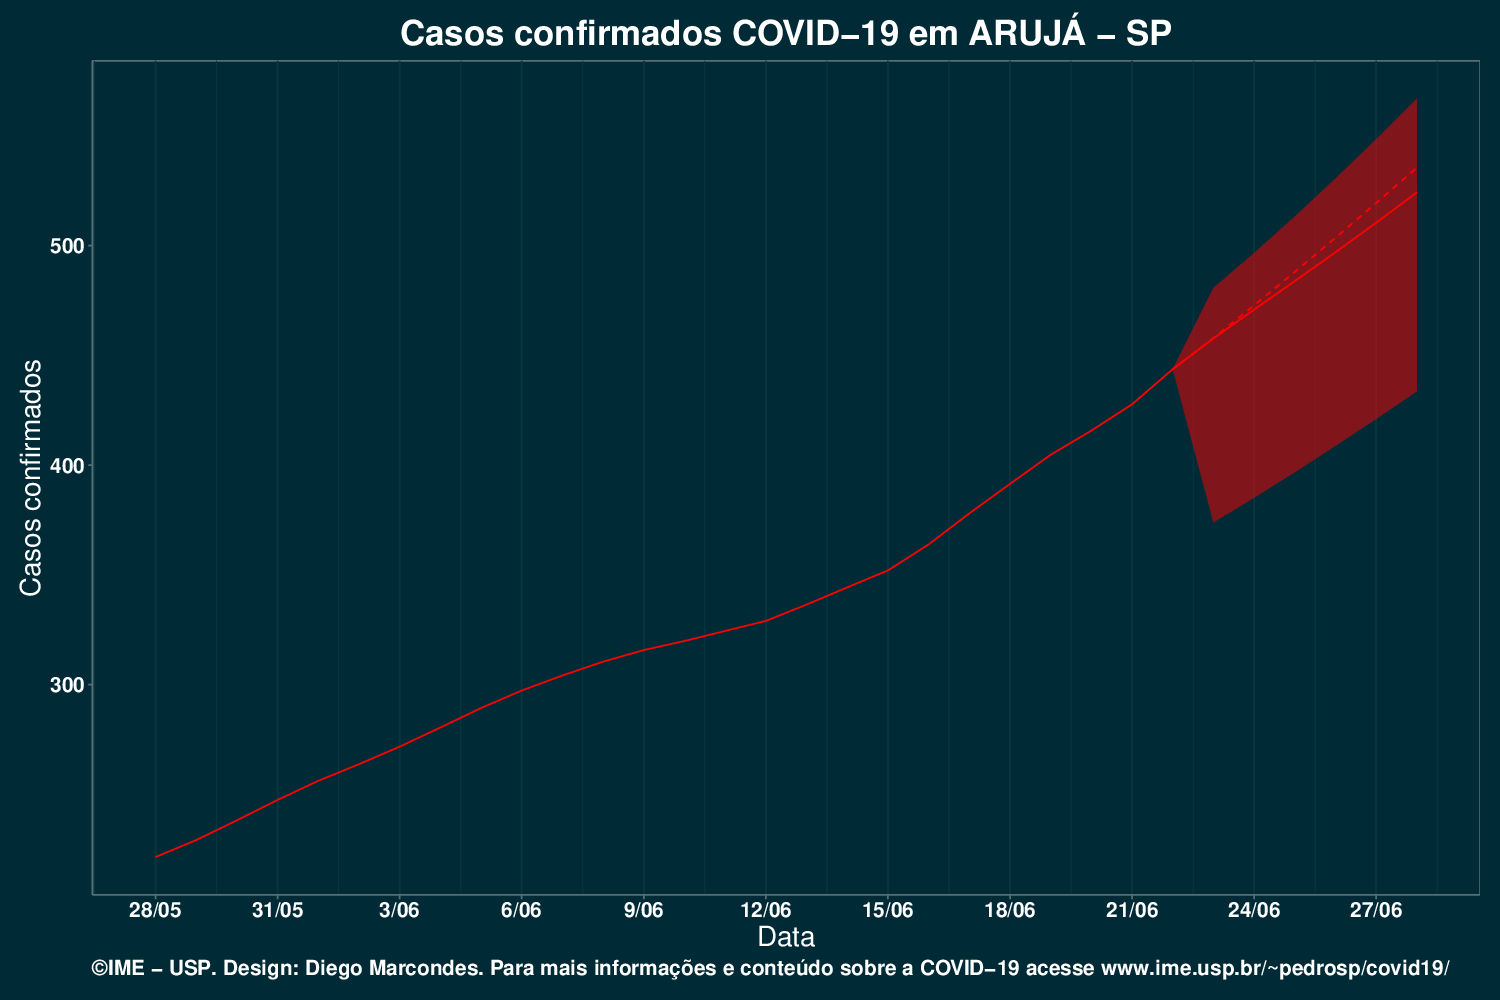 Casos confirmados COVID−19 em ARUJÁ − SP
Casos confirmados
500
400
300
28/05 31/05 3/06 6/06 9/06 12/06 15/06 18/06 21/06 24/06 27/06
Data
©IME − USP. Design: Diego Marcondes. Para mais informações e conteúdo sobre a COVID−19 acesse www.ime.usp.br/~pedrosp/covid19/